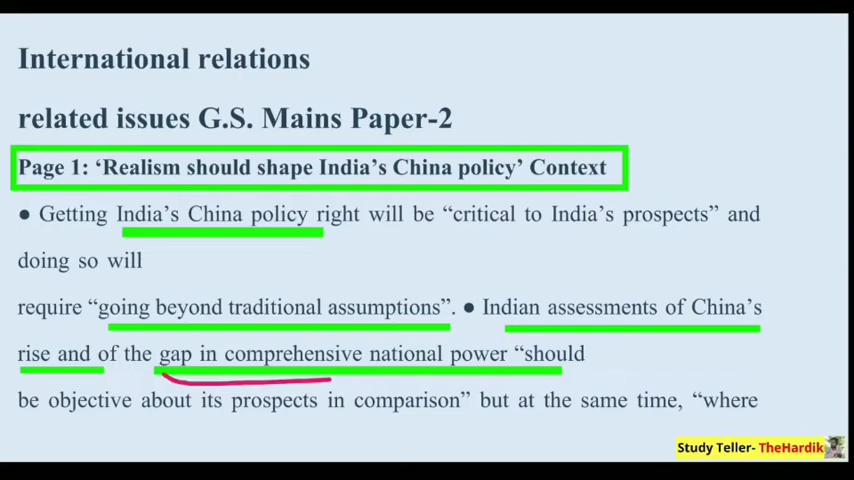 International relations
related issues G.S. Mains Paper-2
Page 1: ‘Realism should shape India’s China policy’ Context
● Getting India’s China policy right will be “critical to India’s prospects” and
doing so will
require “going beyond traditional assumptions”. ● Indian assessments of China’s
rise and of the gap in comprehensive national power “should
be objective about its prospects in comparison” but at the same time, “where
Study Teller- TheHardik